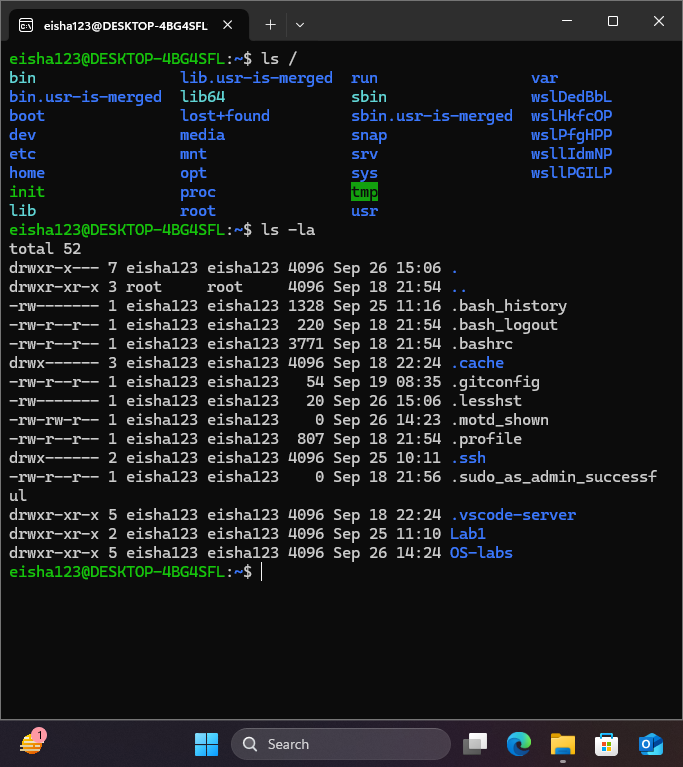 eisha123@DESKTOP-4BG4SFL
eisha123@DESKTOP-4BG4SFL:~$ ls /
bin lib.usr-is-merged run var
bin.usr-is-merged lib64 sbin wslDedBbL
boot lost+found sbin.usr-is-merged wslHkfcOP
dev media snap wslPfgHPP
etc mnt srv wsllIdmNP
home opt sys wsllPGILP
init proc tmp
lib root usr
eisha123@DESKTOP-4BG4SFL:~$ ls -la
total 52
drwxr-x--- 7 eisha123 eisha123 4096 Sep 26 15:06 .
drwxr-xr-x 3 root root 4096 Sep 18 21:54 ..
-rw------- 1 eisha123 eisha123 1328 Sep 25 11:16 .bash_history
-rw-r--r-- 1 eisha123 eisha123 220 Sep 18 21:54 .bash_logout
-rw-r--r-- 1 eisha123 eisha123 3771 Sep 18 21:54 .bashrc
drwx------ 3 eisha123 eisha123 4096 Sep 18 22:24 .cache
-rw-r--r-- 1 eisha123 eisha123 54 Sep 19 08:35 .gitconfig
-rw------- 1 eisha123 eisha123 20 Sep 26 15:06 .lesshst
-rw-rw-r-- 1 eisha123 eisha123 0 Sep 26 14:23 .motd_shown
-rw-r--r-- 1 eisha123 eisha123 807 Sep 18 21:54 .profile
drwx------ 2 eisha123 eisha123 4096 Sep 25 10:11 .ssh
-rw-r--r-- 1 eisha123 eisha123 0 Sep 18 21:56 .sudo_as_admin_successf
ul
drwxr-xr-x 5 eisha123 eisha123 4096 Sep 18 22:24 .vscode-server
drwxr-xr-x 2 eisha123 eisha123 4096 Sep 25 11:10 Lab1
drwxr-xr-x 5 eisha123 eisha123 4096 Sep 26 14:24 OS-labs
eisha123@DESKTOP-4BG4SFL:~$
1
Search